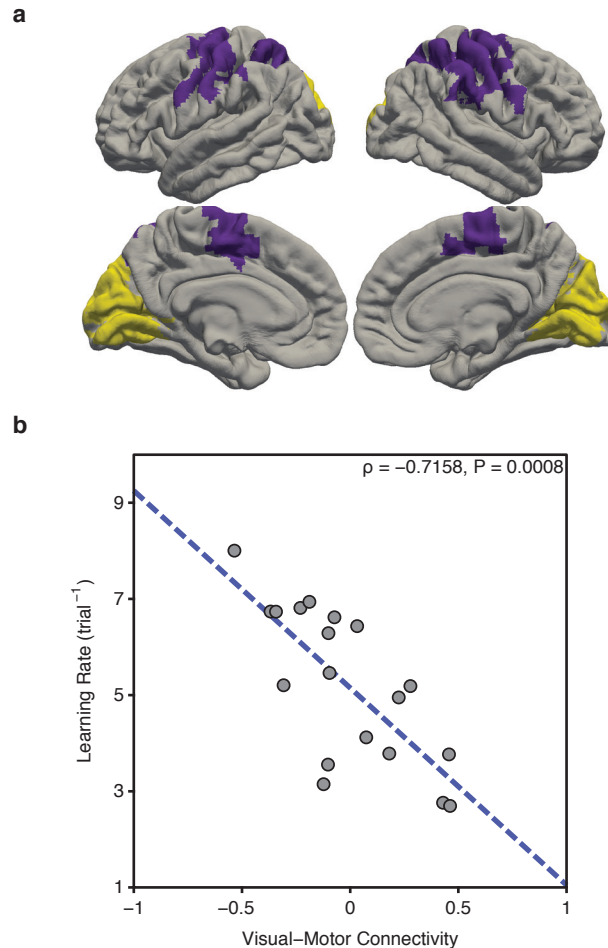 a
b
ρ = −0.7158, P = 0.0008
9
7
5
3
1
Learning Rate (trial⁻¹)
−1
−0.5
0
0.5
1
Visual−Motor Connectivity